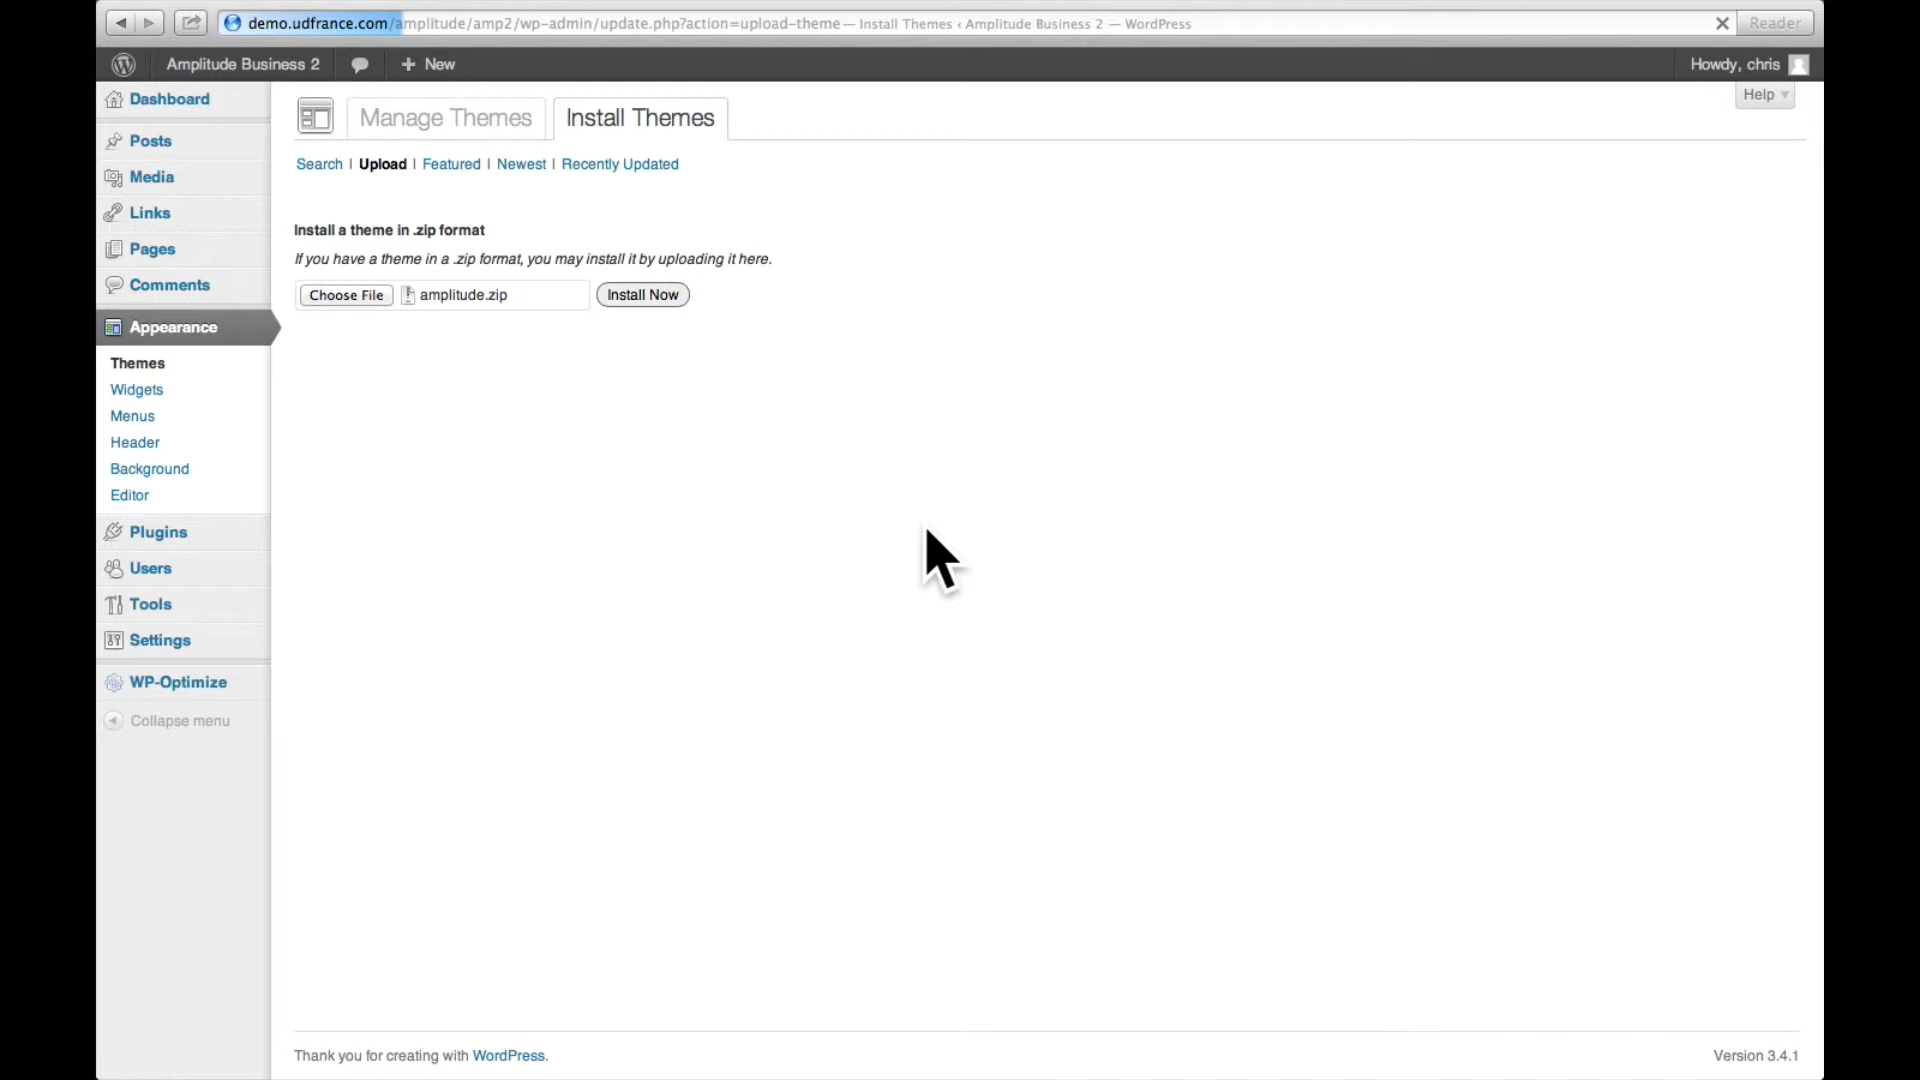 demo.udfrance.com/amplitude/amp2/wp-admin/update.php?action=upload-theme — Install Themes ‹ Amplitude Business 2 — WordPress
Reader
Amplitude Business 2
+ New
Howdy, chris
Help
Dashboard
Posts
Media
Links
Pages
Comments
Appearance
Themes
Widgets
Menus
Header
Background
Editor
Plugins
Users
Tools
Settings
WP-Optimize
Collapse menu
Manage Themes
Install Themes
Search | Upload | Featured | Newest | Recently Updated
Install a theme in .zip format
If you have a theme in a .zip format, you may install it by uploading it here.
Choose File amplitude.zip Install Now
Thank you for creating with WordPress.
Version 3.4.1